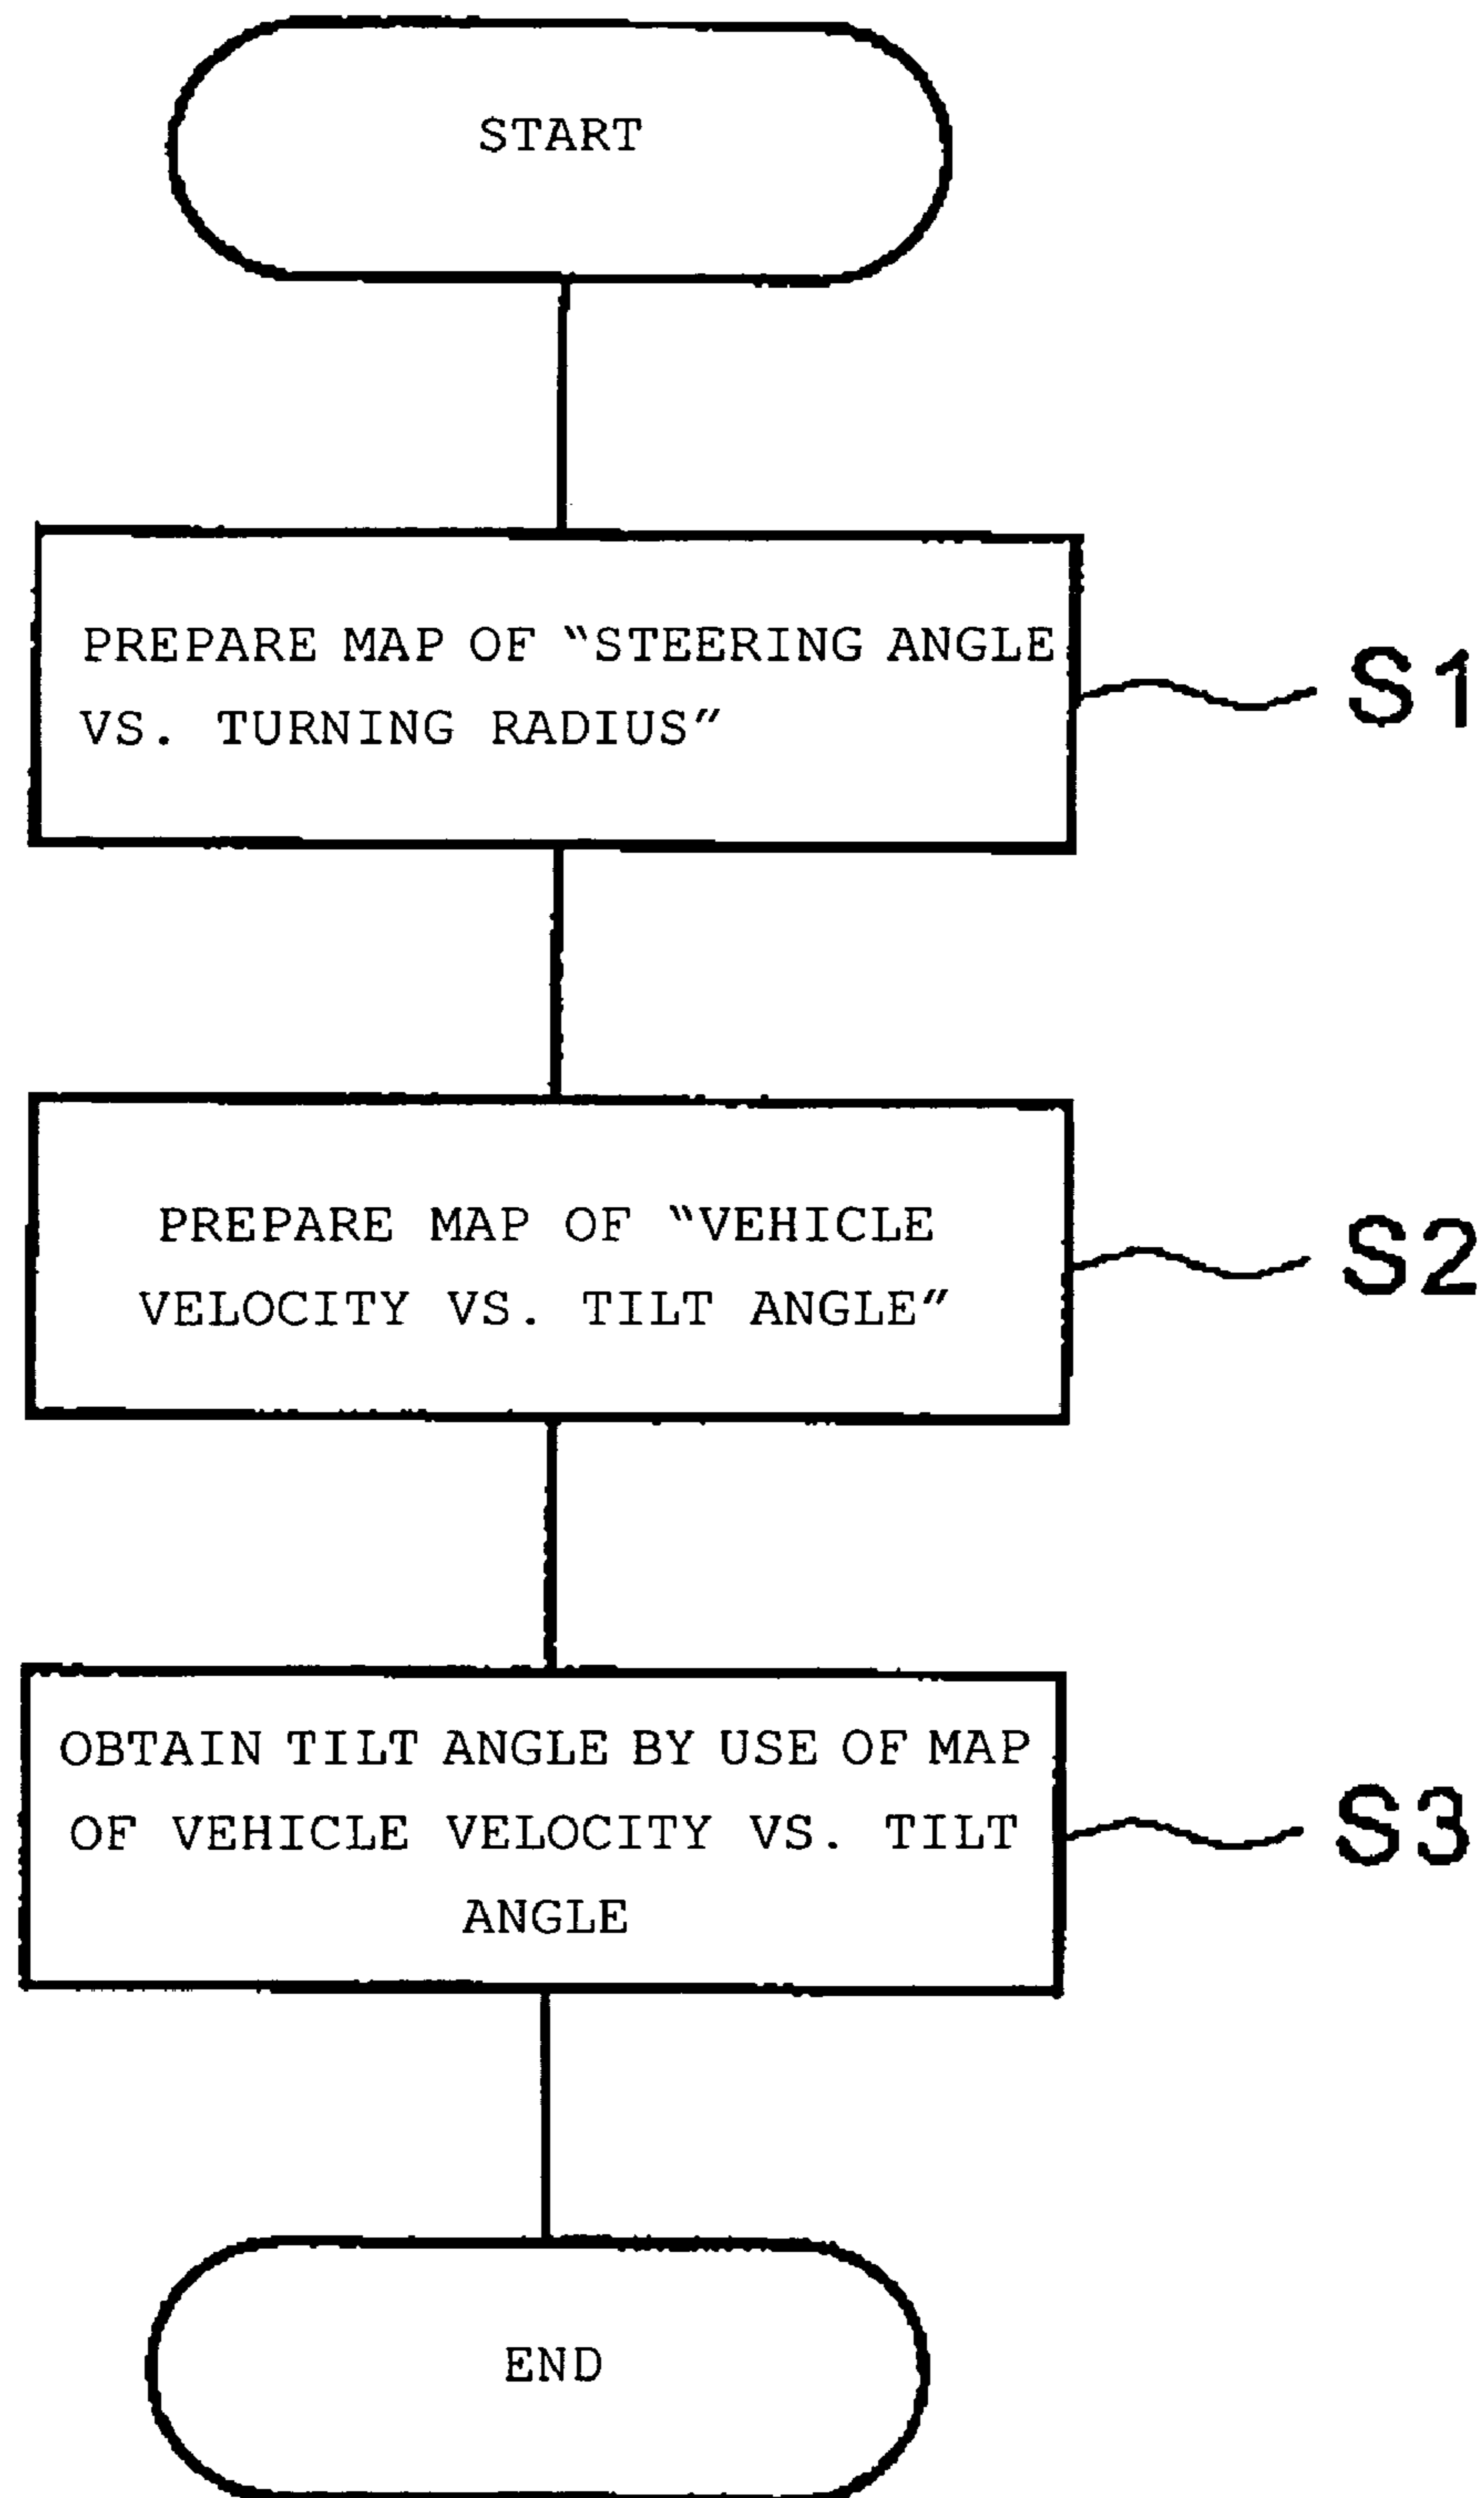 START
PREPARE MAP OF “STEERING ANGLE
VS. TURNING RADIUS”
S1
PREPARE MAP OF “VEHICLE
VELOCITY VS. TILT ANGLE”
S2
OBTAIN TILT ANGLE BY USE OF MAP
OF VEHICLE VELOCITY VS. TILT
ANGLE
S3
END